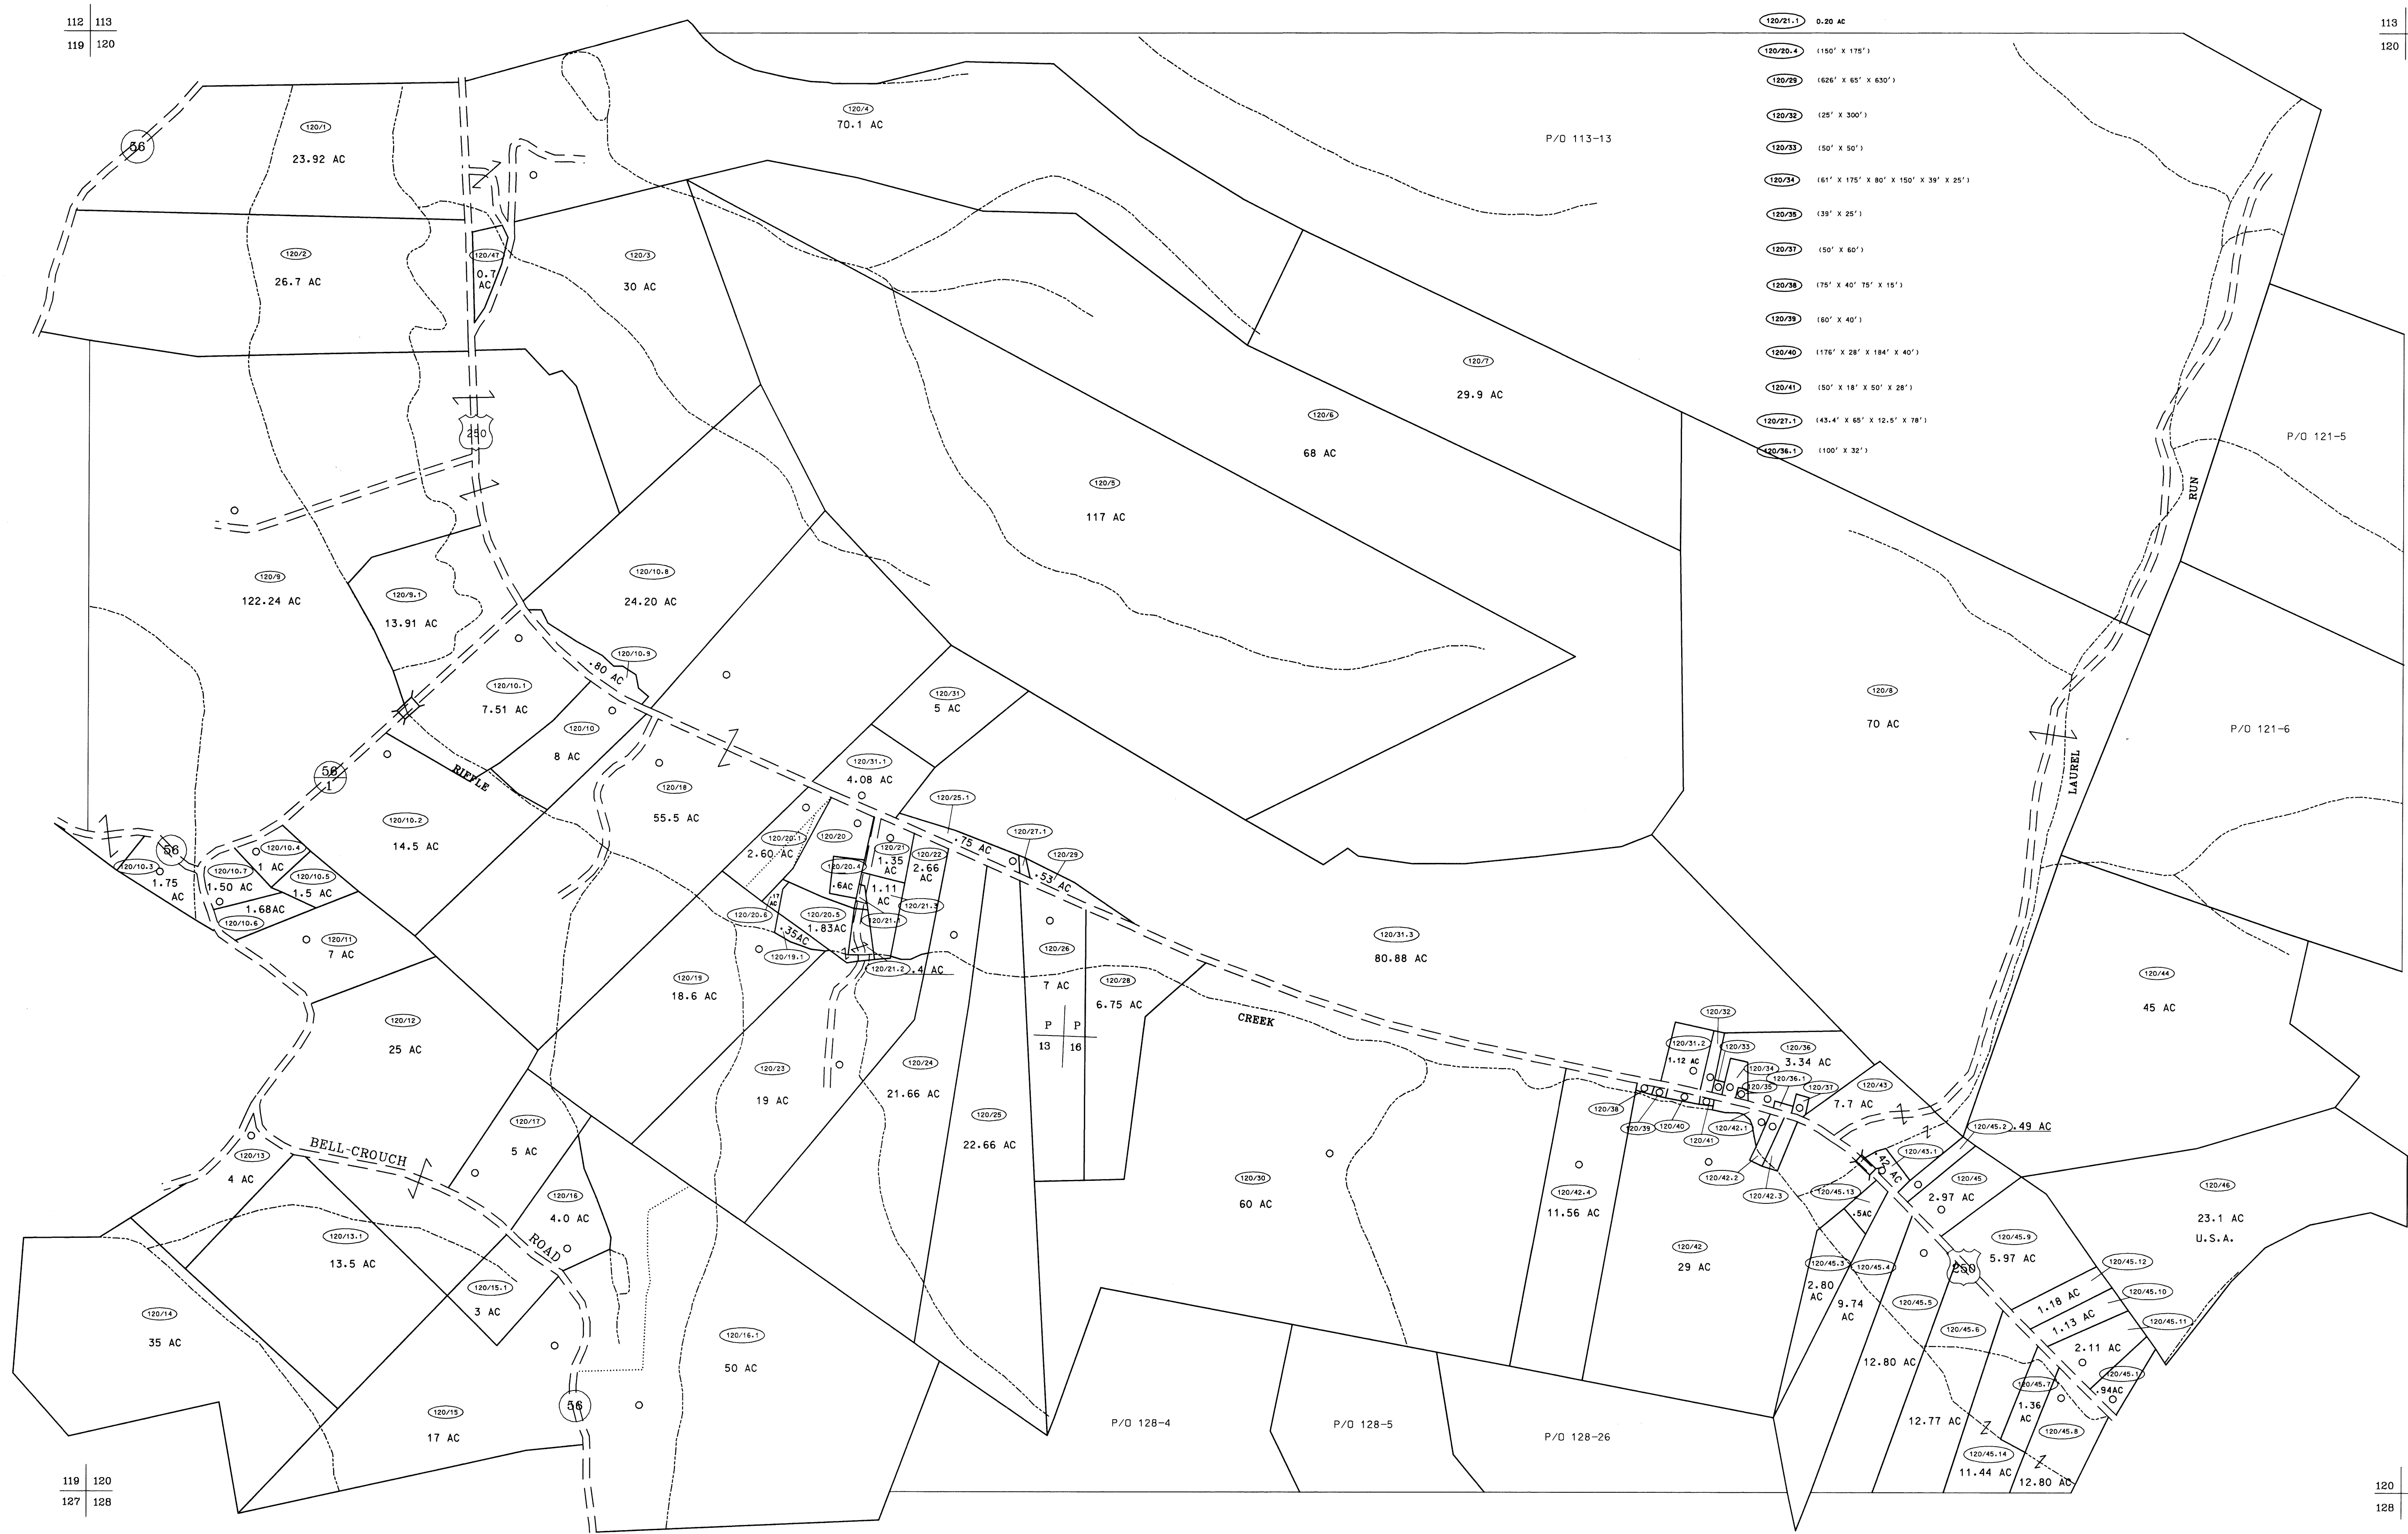 112 113
119 120
113
120
120/21.1 0.20 AC
120/20.4 (150' X 175')
120/29 (626' X 65' X 630')
120/32 (25' X 300')
120/33 (50' X 50')
120/34 (61' X 175' X 80' X 150' X 39' X 25')
120/35 (39' X 25')
120/37 (50' X 60')
120/38 (75' X 40' 75' X 15')
120/39 (60' X 40')
120/40 (176' X 28' X 184' X 40')
120/41 (50' X 18' X 50' X 28')
120/27.1 (43.4' X 65' X 12.5' X 78')
120/36.1 (100' X 32')
56
120/1
23.92 AC
120/4
70.1 AC
P/O 113-13
120/2
26.7 AC
120/47
0.7
AC
120/3
30 AC
120/7
29.9 AC
120/6
68 AC
250
P/O 121-5
RUN
120/5
117 AC
120/9
122.24 AC
120/9.1
13.91 AC
120/10.8
24.20 AC
120/10.9
.80 AC
120/10.1
7.51 AC
120/10
8 AC
120/31
5 AC
120/8
70 AC
P/O 121-6
LAUREL
56
1
RIFFLE
120/31.1
4.08 AC
120/18
55.5 AC
120/25.1
.75 AC
120/10.2
14.5 AC
56
120/10.3
1.75
AC
120/10.4
1 AC
120/10.7
1.50 AC
120/10.5
1.5 AC
1.68AC
120/10.6
120/11
7 AC
120/20.1
2.60 AC
120/20
120/21
1.35
AC
120/22
2.66
AC
120/20.4
.6AC
1.11
AC
120/21.3
120/21.1
.17
AC
120/20.6
120/20.5
1.83AC
.35AC
120/19.1
120/21.2 .4 AC
120/27.1
120/29
.53 AC
120/26
7 AC
120/28
6.75 AC
P P
13 16
CREEK
120/31.3
80.88 AC
120/19
18.6 AC
120/12
25 AC
120/23
19 AC
120/24
21.66 AC
120/25
22.66 AC
120/44
45 AC
120/32
120/31.2
1.12 AC
120/33
120/36
3.34 AC
120/34
120/36.1
120/35
120/37
120/43
7.7 AC
120/38
120/39
120/40
120/41
120/42.1
120/42.2
120/42.3
120/45.2 .49 AC
120/43.1
.42 AC
120/17
5 AC
BELL-CROUCH
ROAD
120/13
4 AC
120/16
4.0 AC
120/13.1
13.5 AC
120/15.1
3 AC
120/14
35 AC
120/15
17 AC
56
120/16.1
50 AC
120/30
60 AC
120/42.4
11.56 AC
120/42
29 AC
120/45.13
.5AC
120/45
2.97 AC
120/46
23.1 AC
U.S.A.
120/45.9
5.97 AC
250
120/45.3
2.80
AC
120/45.4
9.74
AC
120/45.12
1.18 AC
120/45.10
1.13 AC
120/45.11
2.11 AC
120/45.5
12.80 AC
120/45.6
12.77 AC
120/45.1
.94AC
120/45.7
1.36
AC
120/45.8
12.80 AC
120/45.14
11.44 AC
P/O 128-4
P/O 128-5
P/O 128-26
119 120
127 128
120
128